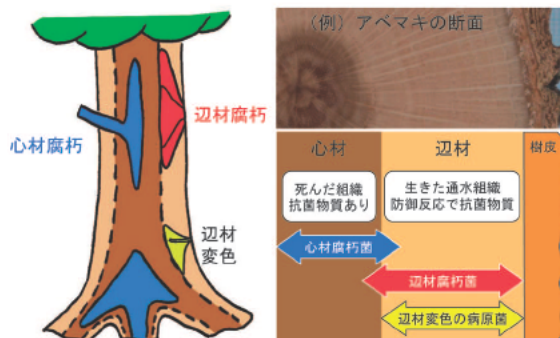 (例)アベマキの断面
心材腐朽
辺材腐朽
辺材
変色
心材
辺材
樹皮
死んだ組織
抗菌物質あり
生きた通水組織
防御反応で抗菌物質
心材腐朽菌
辺材腐朽菌
辺材変色の病原菌